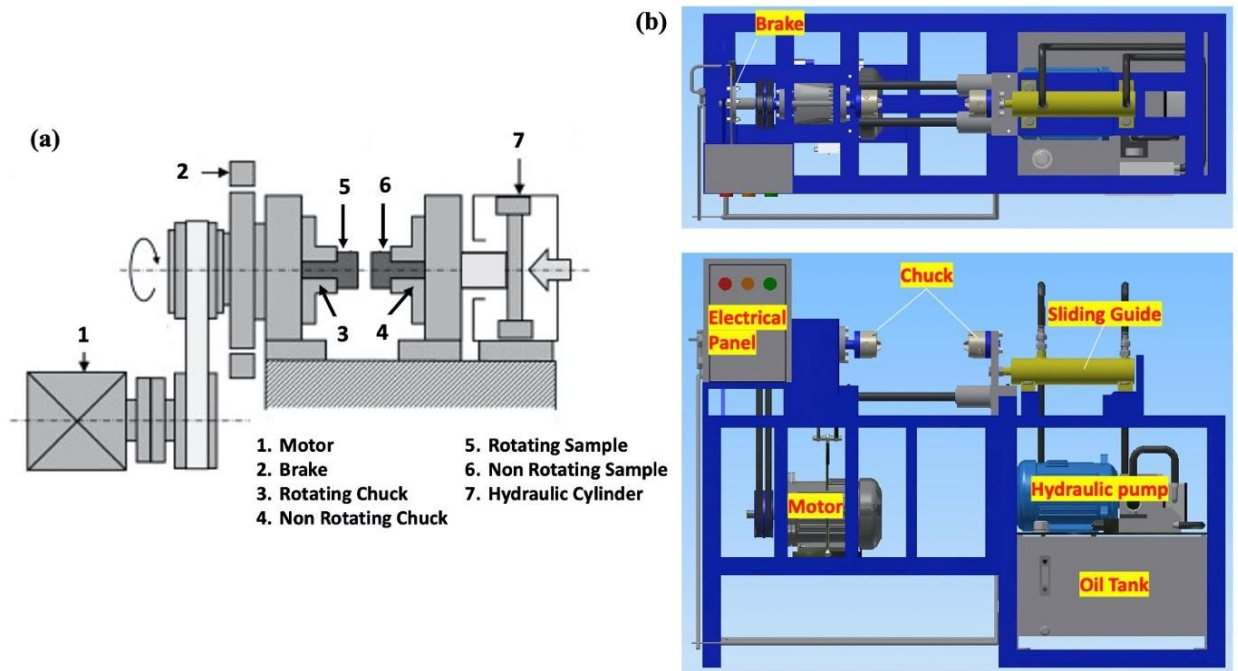 (a)
2
5
6
7
3
4
1
1. Motor
2. Brake
3. Rotating Chuck
4. Non Rotating Chuck
5. Rotating Sample
6. Non Rotating Sample
7. Hydraulic Cylinder
(b)
Brake
Electrical
Panel
Chuck
Sliding Guide
Motor
Hydraulic pump
Oil Tank